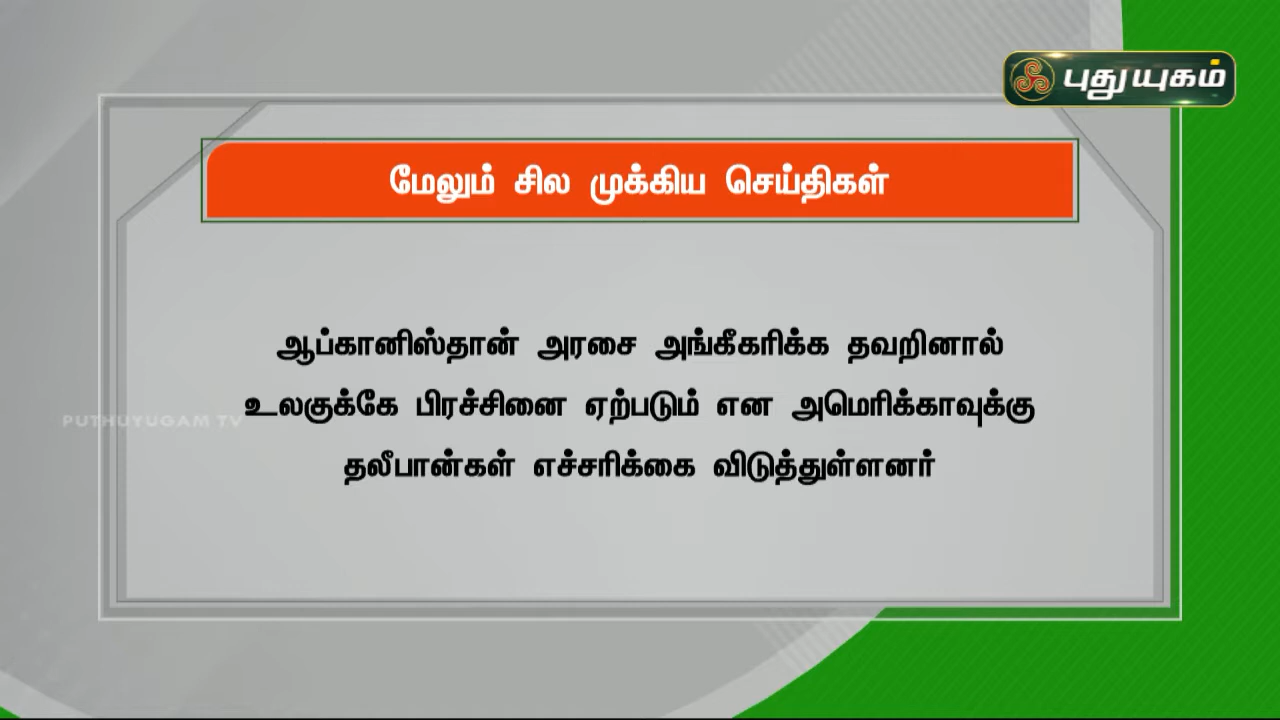 புதுயுகம்
மேலும் சில முக்கிய செய்திகள்
ஆப்கானிஸ்தான் அரசை அங்கீகரிக்க தவறினால்
உலகுக்கே பிரச்சினை ஏற்படும் என அமெரிக்காவுக்கு
PUTHUYUGAM TV
தலீபான்கள் எச்சரிக்கை விடுத்துள்ளனர்